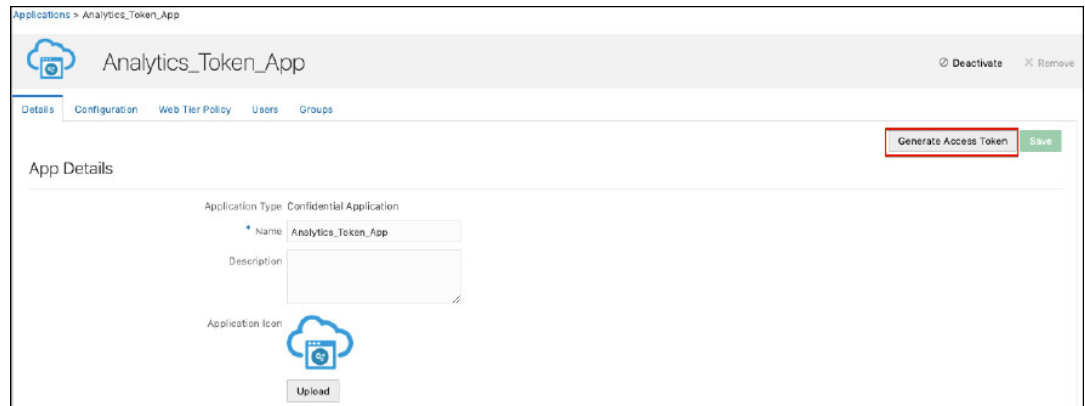 Applications > Analytics_Token_App
Analytics_Token_App
Deactivate
Remove
Details Configuration Web Tier Policy Users Groups
Generate Access Token Save
App Details
Application Type Confidential Application
* Name Analytics_Token_App
Description
Application Icon
Upload